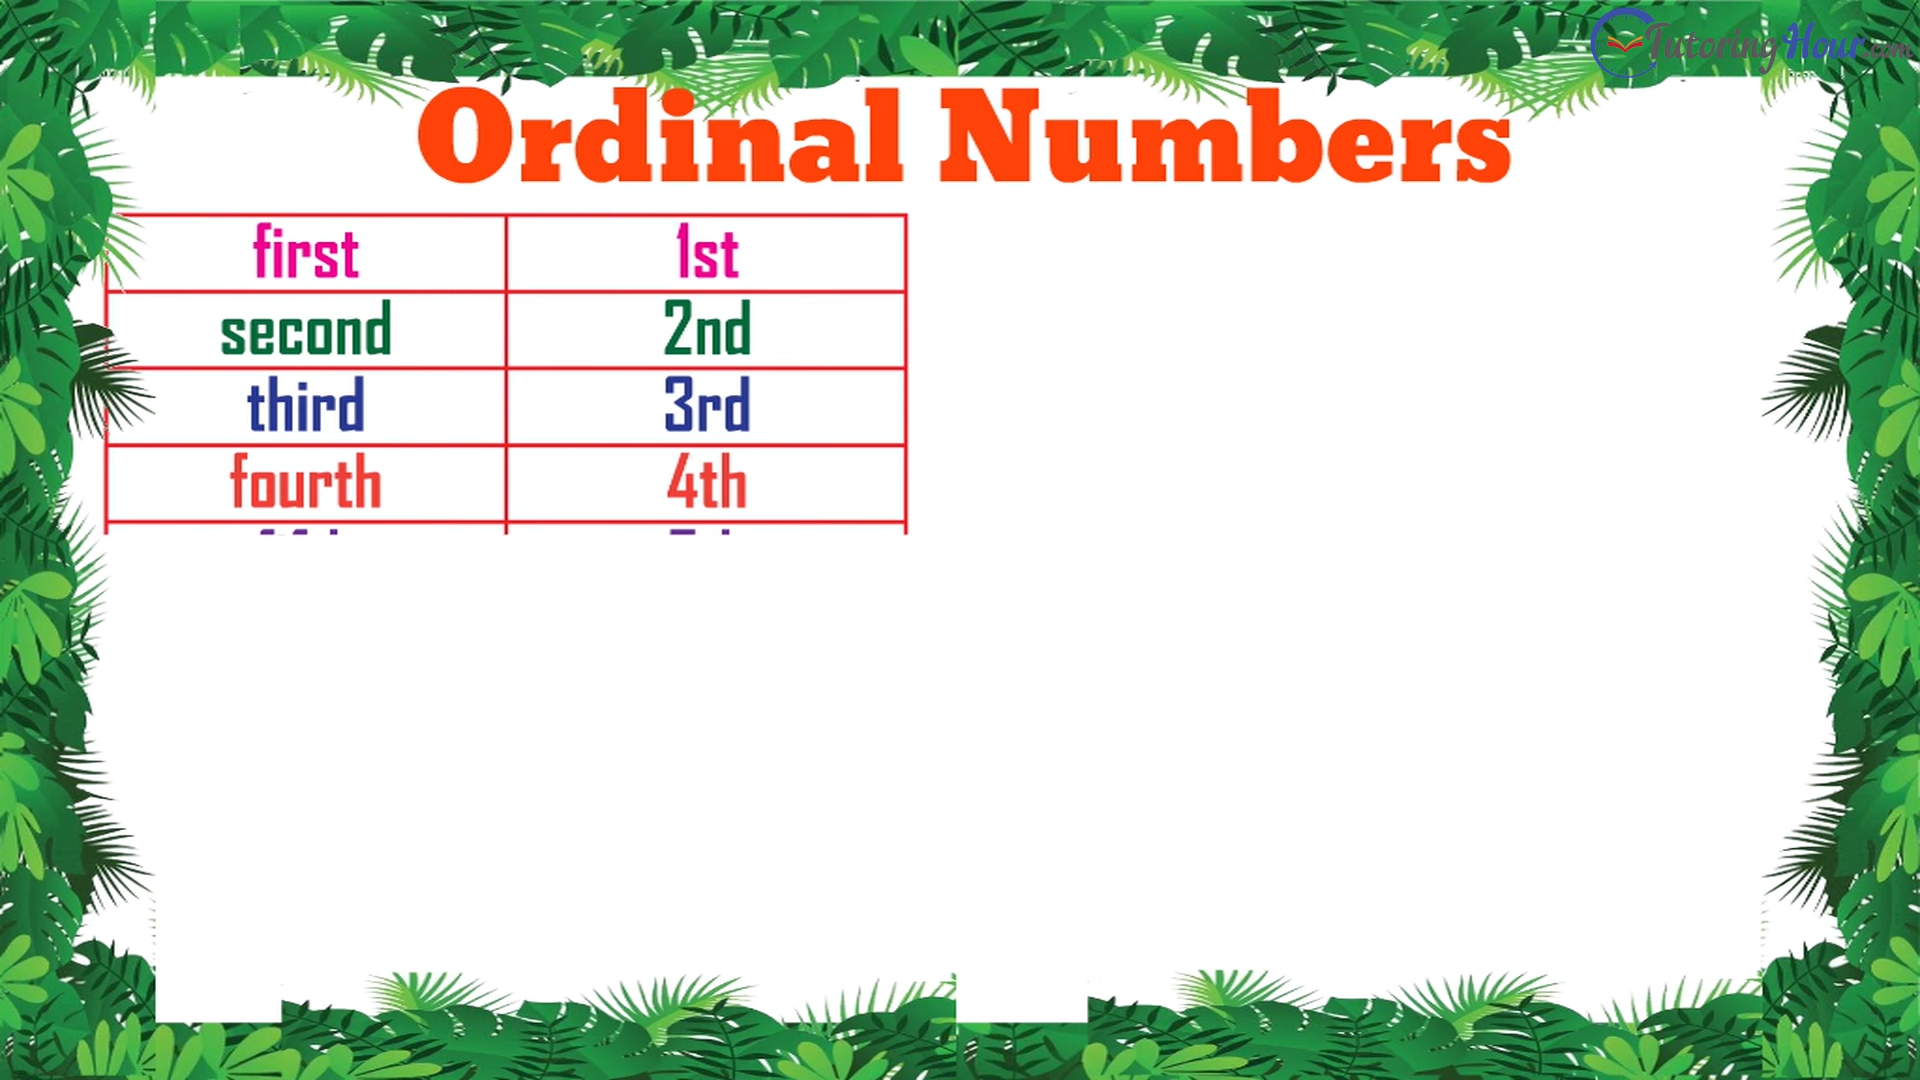 TutoringHour.com
Ordinal Numbers
first 1st
second 2nd
third 3rd
fourth 4th